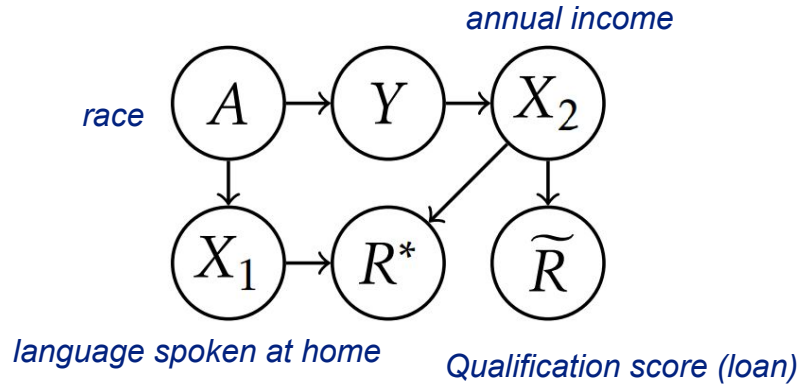 annual income
race
A
Y
X₂
X₁
R*
R̃
language spoken at home
Qualification score (loan)